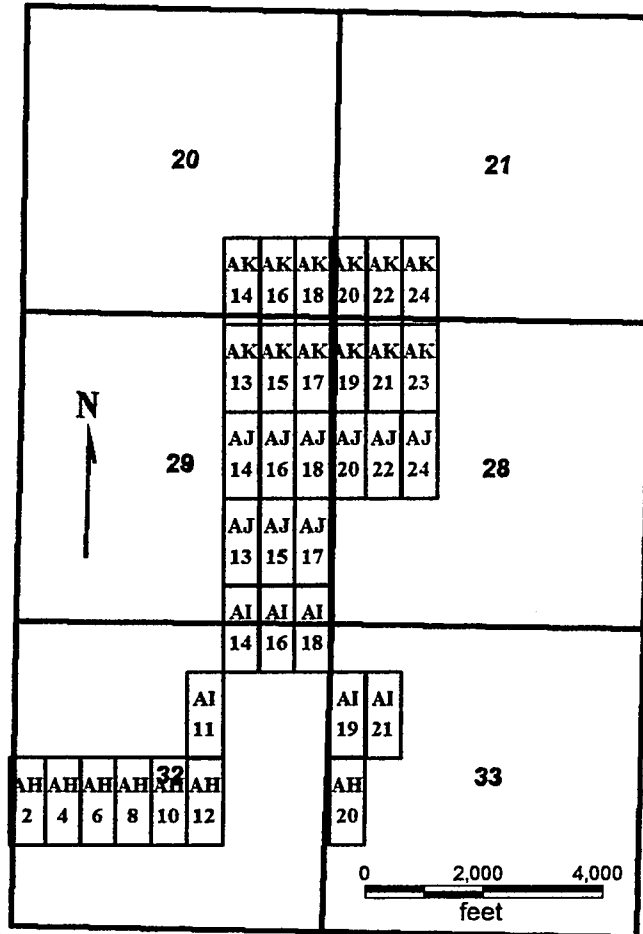 20
21
AK AK AK AK AK AK
14 16 18 20 22 24
AK AK AK AK AK AK
13 15 17 19 21 23
N
AJ AJ AJ AJ AJ AJ
14 16 18 20 22 24
29
28
AJ AJ AJ
13 15 17
AI AI AI
14 16 18
AI AI AI
11 19 21
32
33
AH AH AH AH AH AH AH
2 4 6 8 10 12 20
0 2,000 4,000
feet